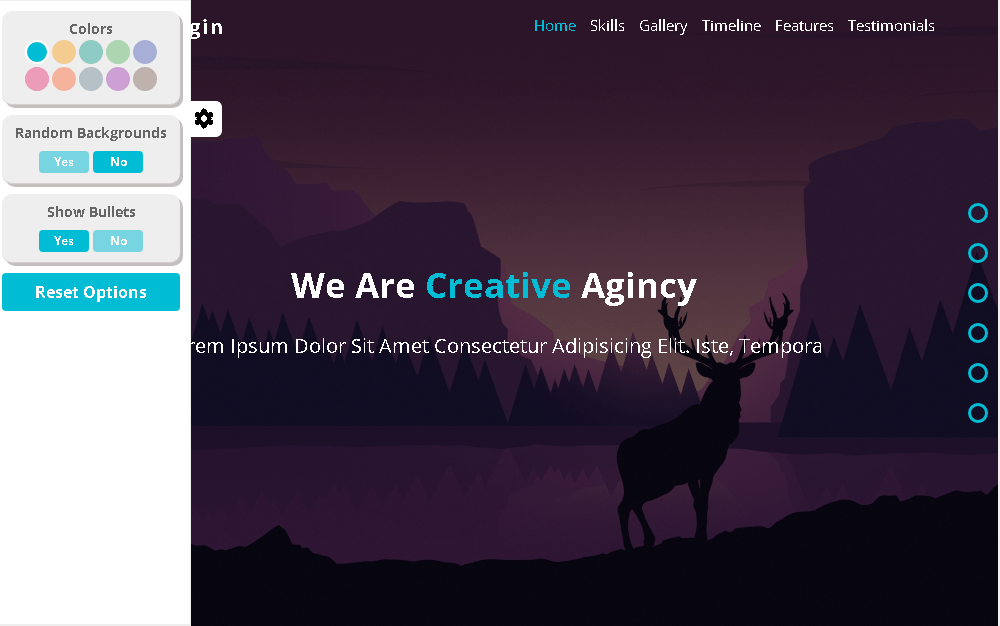 Colors
Random Backgrounds
Yes No
Show Bullets
Yes No
Reset Options
gin
Home Skills Gallery Timeline Features Testimonials
We Are Creative Agincy
rem Ipsum Dolor Sit Amet Consectetur Adipisicing Elit. Iste, Tempora